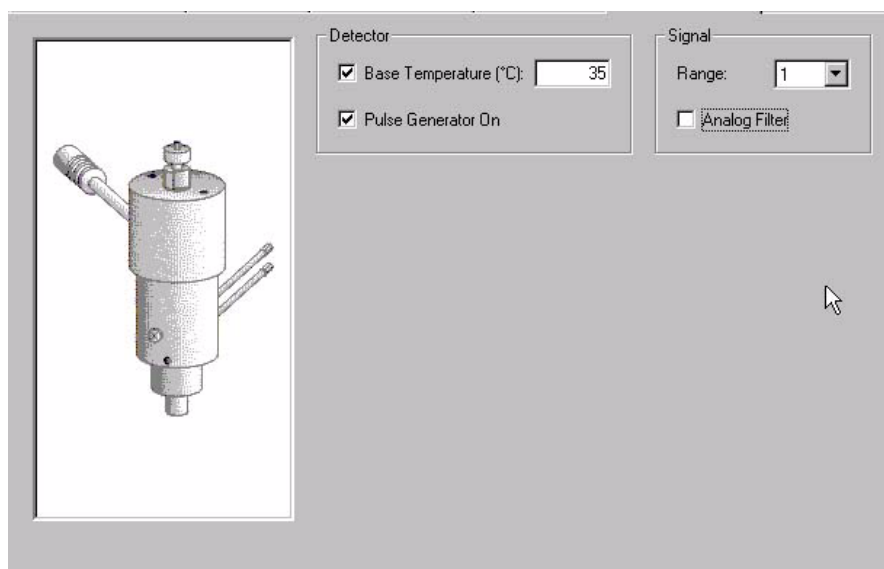 Detector
Base Temperature (°C): 35
Pulse Generator On
Signal
Range: 1
Analog Filter